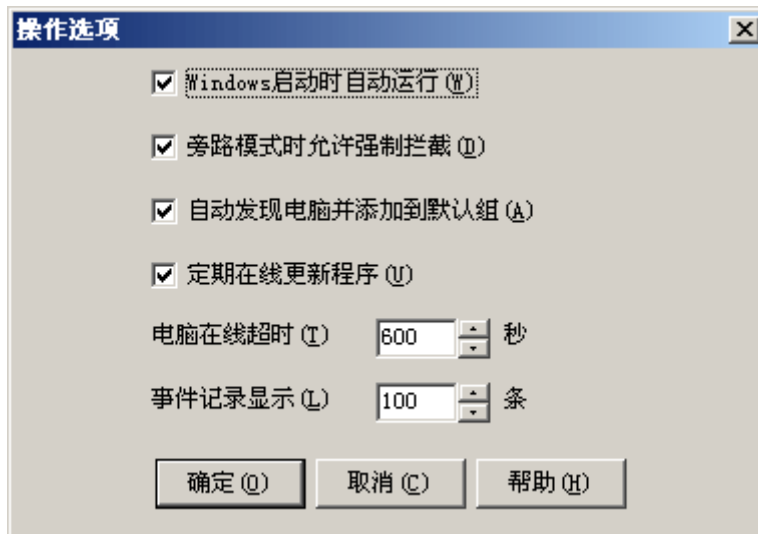 操作选项
Windows启动时自动运行(W)
旁路模式时允许强制拦截(D)
自动发现电脑并添加到默认组(A)
定期在线更新程序(U)
电脑在线超时(T) 600 秒
事件记录显示(L) 100 条
确定(O) 取消(C) 帮助(H)